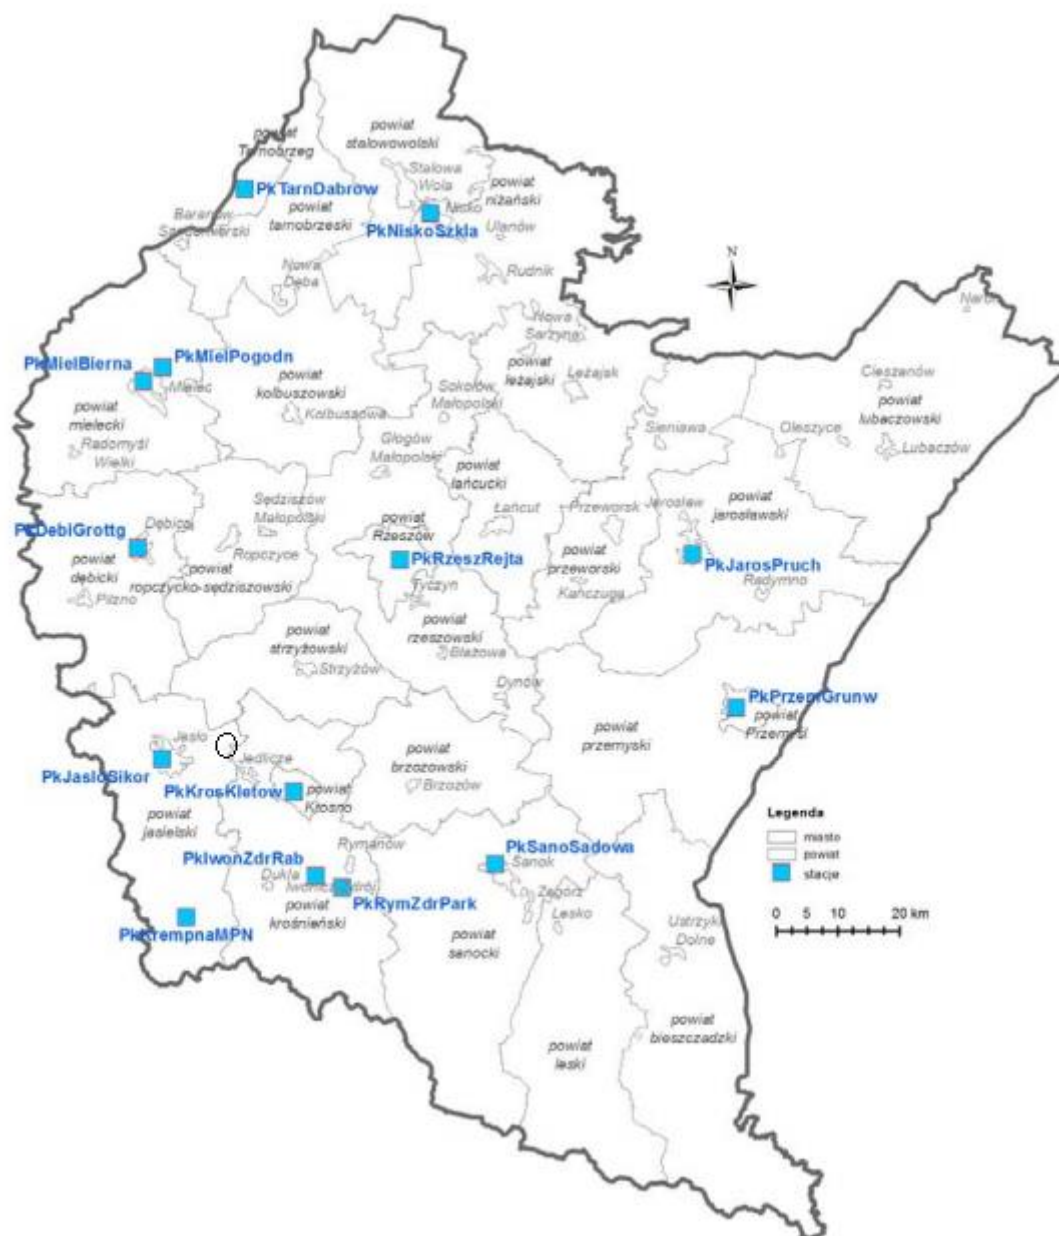 powiat
Tarnobrzeg
powiat
stalowowolski
Stalowa
Wola
PkTarnDabrow
powiat
tarnobrzeski
Nisko
powiat
niżański
PkNiskoSzkla
Ulanów
Baranów
Sandomierski
Nowa
Dęba
Rudnik
N
Narol
Nowa
Sarzyna
PkMielBierna
PkMielPogodn
Mielec
powiat
kolbuszowski
Kolbuszowa
powiat
leżajski
Leżajsk
Cieszanów
powiat
lubaczowski
Lubaczów
Oleszyce
Sieniawa
Sokołów
Małopolski
powiat
mielecki
Radomyśl
Wielki
Głogów
Małopolski
powiat
łańcucki
Łańcut
Przeworsk
Jarosław
powiat
jarosławski
PkDebiGrottg
Dębica
Sędziszów
Małopolski
Ropczyce
powiat
Rzeszów
PkRzeszRejta
Tyczyn
powiat
przeworski
Kańczuga
PkJarosPruch
Radymno
powiat
dębicki
Pilzno
powiat
ropczycko-sędziszowski
powiat
strzyżowski
Strzyżów
powiat
rzeszowski
Błażowa
Dynów
PkPrzemGrunw
powiat
Przemyśl
powiat
przemyski
Jasło
PkJasloSikor
Jedlicze
PkKrosKletow
powiat
Krosno
powiat
brzozowski
Brzozów
powiat
jasielski
Rymanów
PkIwonZdrRab
Dukla
Iwonicz-Zdrój
powiat
krośnieński
PkRymZdrPark
PkKrempnaMPN
PkSanoSadowa
Sanok
Zagórz
Lesko
powiat
sanocki
Ustrzyki
Dolne
powiat
leski
powiat
bieszczadzki
Legenda
miasto
powiat
stacje
0 5 10 20 km